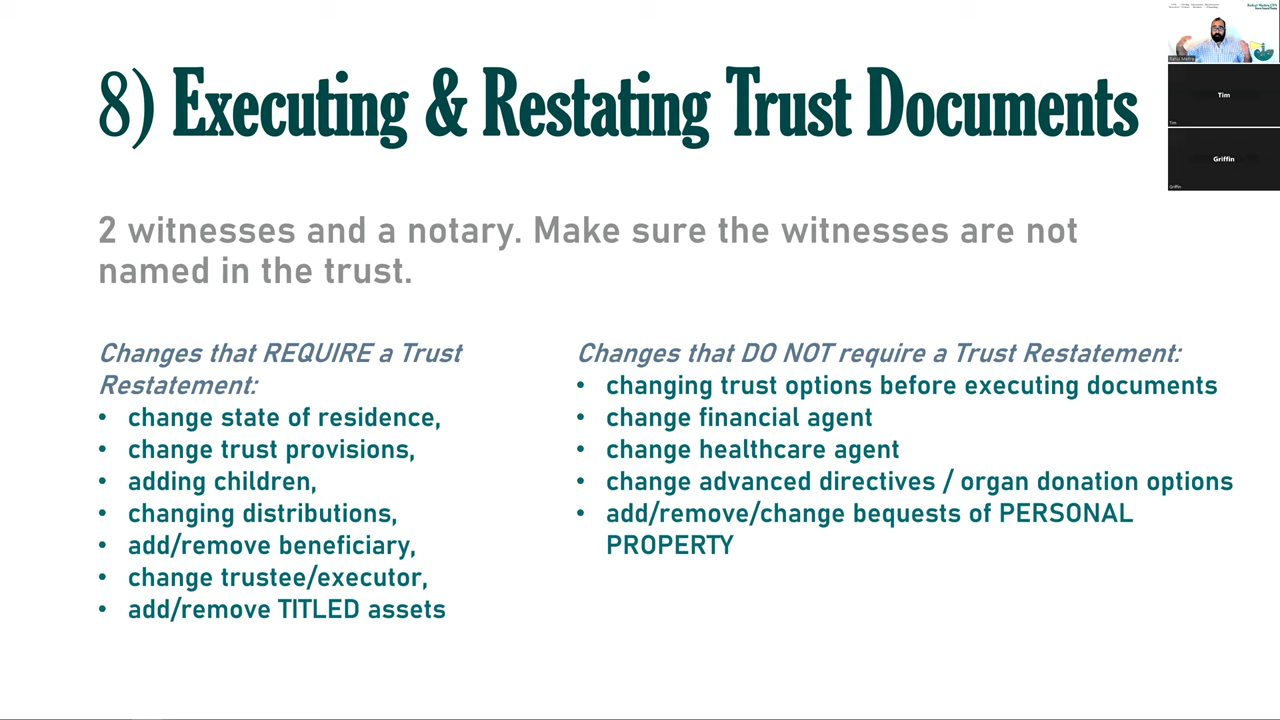 8) Executing & Restating Trust Documents
2 witnesses and a notary. Make sure the witnesses are not
named in the trust.
Changes that REQUIRE a Trust
Restatement:
• change state of residence,
• change trust provisions,
• adding children,
• changing distributions,
• add/remove beneficiary,
• change trustee/executor,
• add/remove TITLED assets
Changes that DO NOT require a Trust Restatement:
• changing trust options before executing documents
• change financial agent
• change healthcare agent
• change advanced directives / organ donation options
• add/remove/change bequests of PERSONAL
PROPERTY
Tim
Tim
Griffin
Griffin